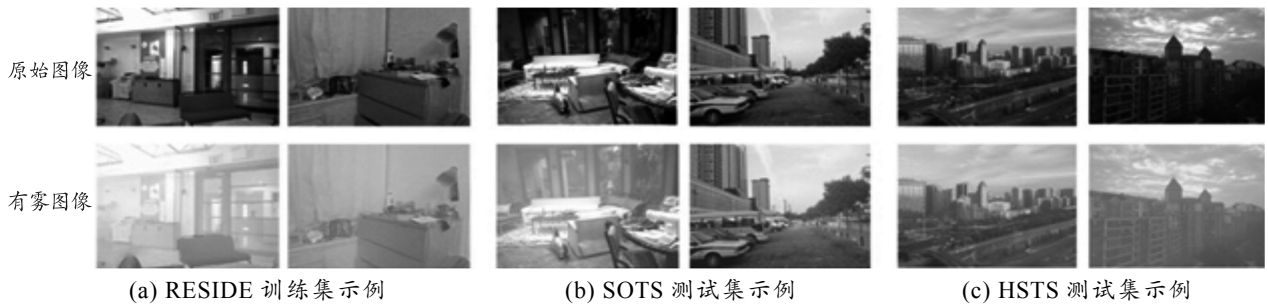 原始图像
有雾图像
(a) RESIDE 训练集示例
(b) SOTS 测试集示例
(c) HSTS 测试集示例